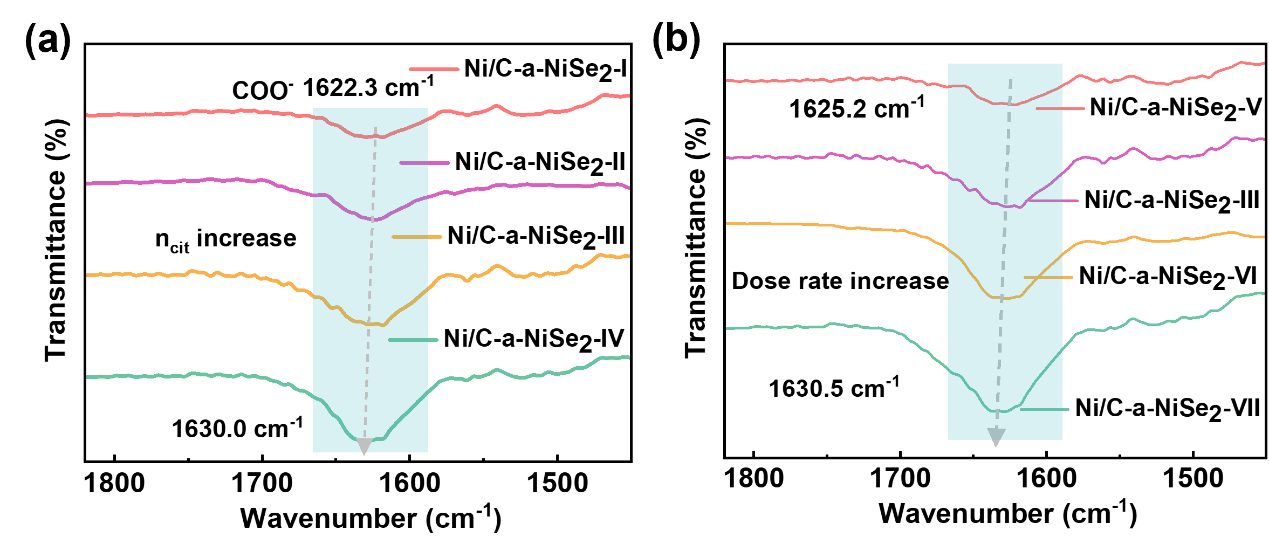 (a)
Ni/C-a-NiSe2-I
COO- 1622.3 cm-1
Ni/C-a-NiSe2-II
ncit increase
Ni/C-a-NiSe2-III
Ni/C-a-NiSe2-IV
1630.0 cm-1
Transmittance (%)
1800 1700 1600 1500
Wavenumber (cm-1)
(b)
1625.2 cm-1
Ni/C-a-NiSe2-V
Ni/C-a-NiSe2-III
Dose rate increase
Ni/C-a-NiSe2-VI
1630.5 cm-1
Ni/C-a-NiSe2-VII
Transmittance (%)
1800 1700 1600 1500
Wavenumber (cm-1)